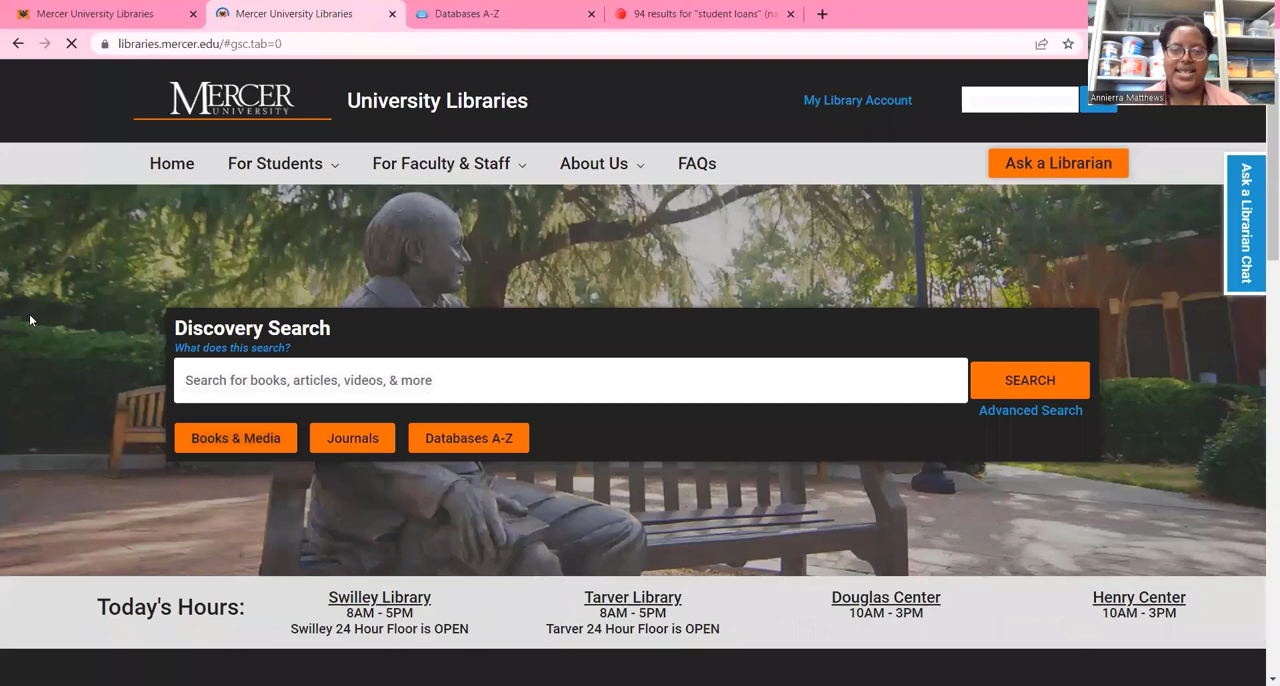 Mercer University Libraries
Mercer University Libraries
Databases A-Z
94 results for "student loans" (na
libraries.mercer.edu/#gsc.tab=0
Annierra Matthews
MERCER
UNIVERSITY
University Libraries
My Library Account
Home
For Students
For Faculty & Staff
About Us
FAQs
Ask a Librarian
Ask a Librarian Chat
Discovery Search
What does this search?
Search for books, articles, videos, & more
SEARCH
Advanced Search
Books & Media
Journals
Databases A-Z
Today's Hours:
Swilley Library
8AM - 5PM
Swilley 24 Hour Floor is OPEN
Tarver Library
8AM - 5PM
Tarver 24 Hour Floor is OPEN
Douglas Center
10AM - 3PM
Henry Center
10AM - 3PM